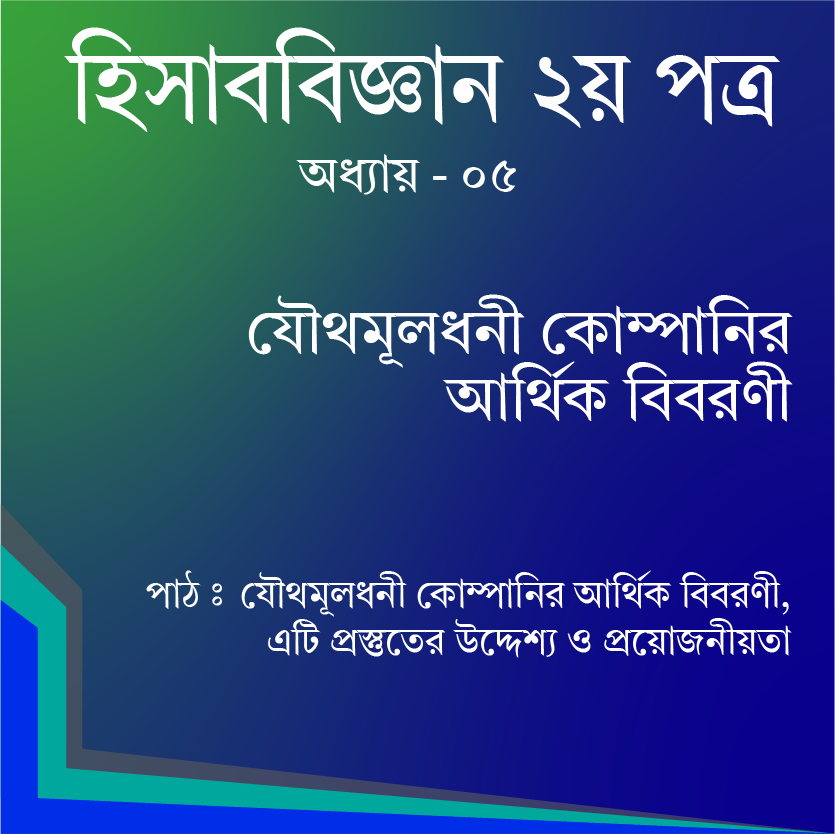 হিসাববিজ্ঞান ২য় পত্র
অধ্যায় - ০৫
যৌথমূলধনী কোম্পানির
আর্থিক বিবরণী
পাঠ ঃ যৌথমূলধনী কোম্পানির আর্থিক বিবরণী,
এটি প্রস্তুতের উদ্দেশ্য ও প্রয়োজনীয়তা